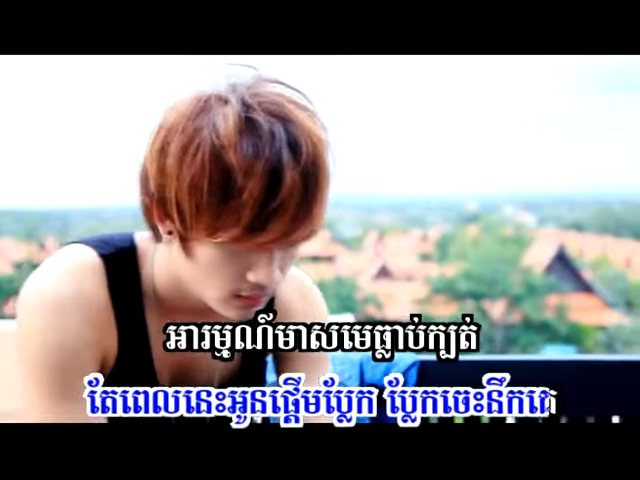 អារម្មណ៍មាសមេធ្លាប់ក្បត់
តែពេលនេះអូនផ្ដើមប្លែក ប្លែកចេះនឹកគេ